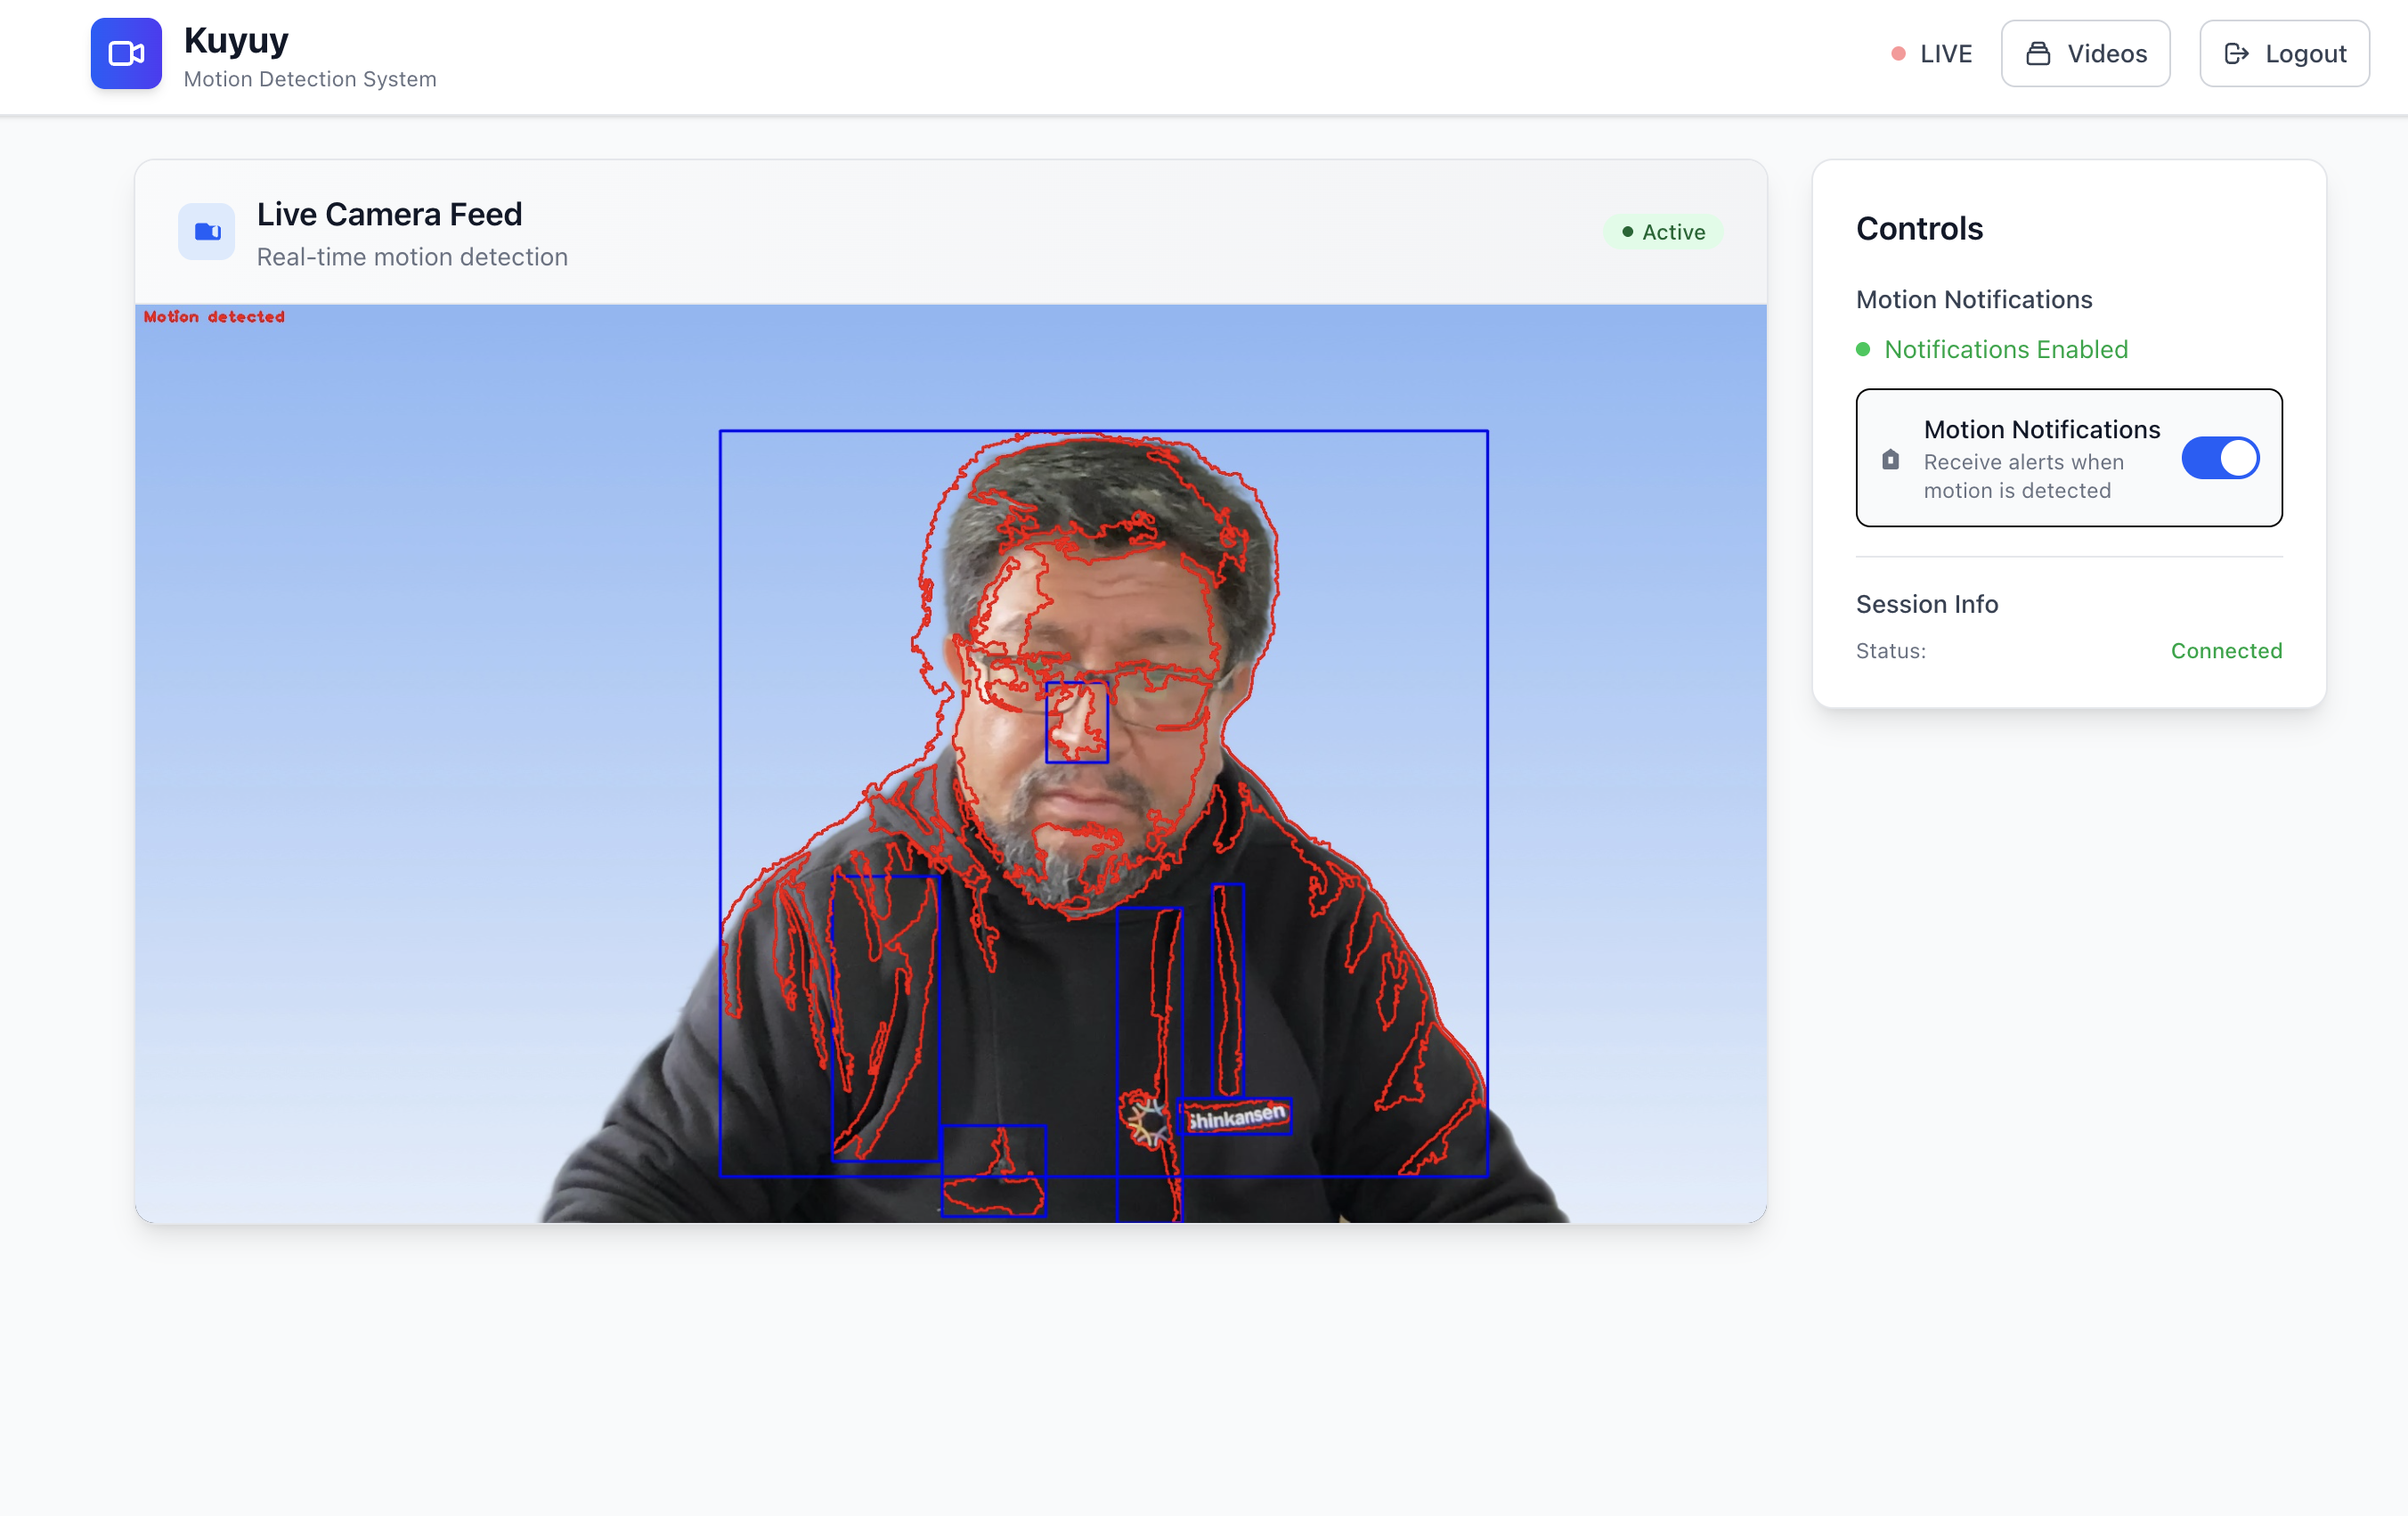 Kuyuy
Motion Detection System
LIVE
Videos
Logout
Live Camera Feed
Real-time motion detection
Active
Motion detected
Shinkansen
Controls
Motion Notifications
Notifications Enabled
Motion Notifications
Receive alerts when
motion is detected
Session Info
Status:
Connected